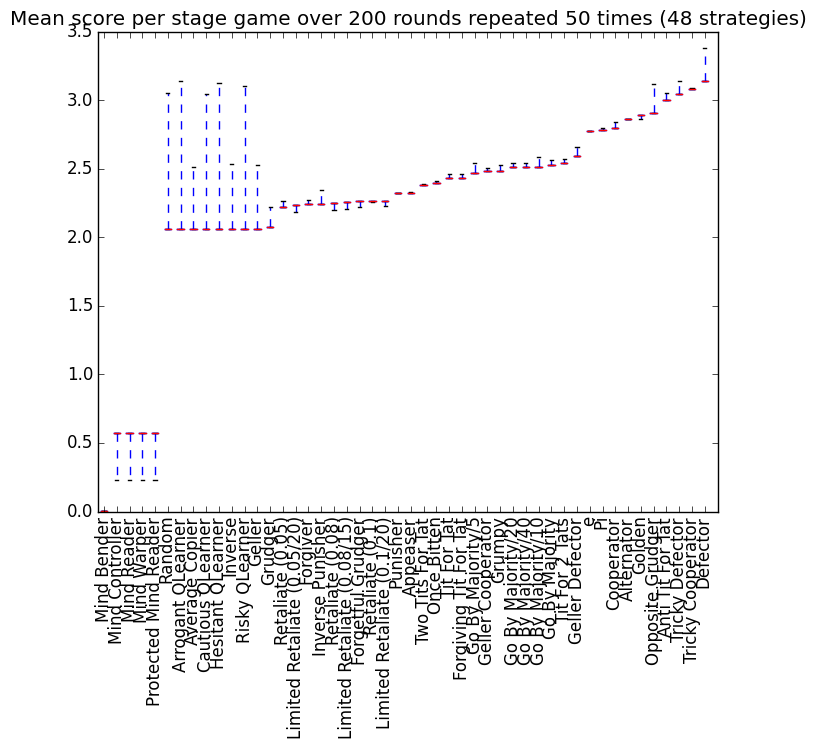 Mean score per stage game over 200 rounds repeated 50 times (48 strategies)
3.5
3.0
2.5
2.0
1.5
1.0
0.5
0.0
Mind Bender
Mind Controller
Mind Reader
Mind Warper
Protected Mind Reader
Random
Arrogant QLearner
Average Copier
Cautious QLearner
Hesitant QLearner
Inverse
Risky QLearner
Geller
Grudger
Retaliate (0.05)
Limited Retaliate (0.05/20)
Forgiver
Inverse Punisher
Retaliate (0.08)
Limited Retaliate (0.08/15)
Forgetful Grudger
Retaliate (0.1)
Limited Retaliate (0.1/20)
Punisher
Appeaser
Two Tits For Tat
Once Bitten
Tit For Tat
Forgiving Tit For Tat
Go By Majority/5
Geller Cooperator
Grumpy
Go By Majority/20
Go By Majority/40
Go By Majority/10
Go By Majority
Tit For 2 Tats
Geller Defector
e
Pi
Cooperator
Alternator
Golden
Opposite Grudger
Anti Tit For Tat
Tricky Defector
Tricky Cooperator
Defector